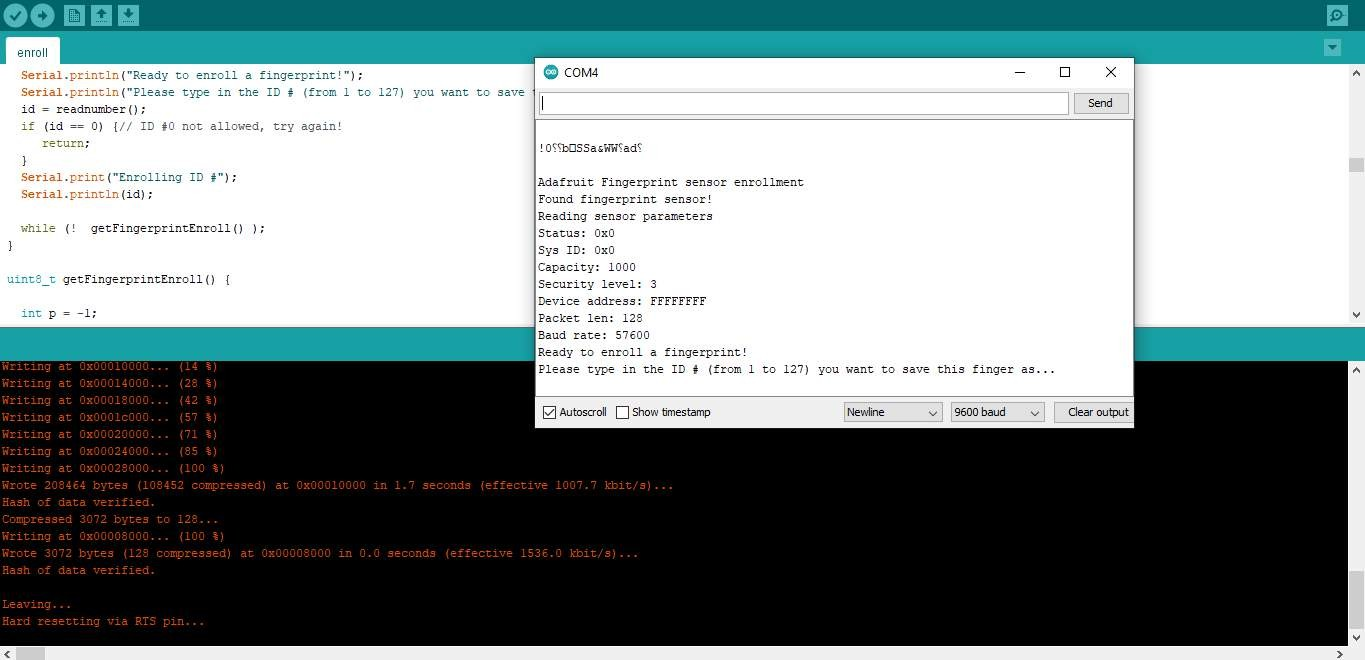 enroll
Serial.println("Ready to enroll a fingerprint!");
Serial.println("Please type in the ID # (from 1 to 127) you want to save
id = readnumber();
if (id == 0) {// ID #0 not allowed, try again!
return;
}
Serial.print("Enrolling ID #");
Serial.println(id);
while (!  getFingerprintEnroll() );
}
uint8_t getFingerprintEnroll() {
int p = -1;
COM4
Send
Adafruit Fingerprint sensor enrollment
Found fingerprint sensor!
Reading sensor parameters
Status: 0x0
Sys ID: 0x0
Capacity: 1000
Security level: 3
Device address: FFFFFFFF
Packet len: 128
Baud rate: 57600
Ready to enroll a fingerprint!
Please type in the ID # (from 1 to 127) you want to save this finger as...
Autoscroll Show timestamp Newline 9600 baud Clear output
Writing at 0x00010000... (14 %)
Writing at 0x00014000... (28 %)
Writing at 0x00018000... (42 %)
Writing at 0x0001c000... (57 %)
Writing at 0x00020000... (71 %)
Writing at 0x00024000... (85 %)
Writing at 0x00028000... (100 %)
Wrote 208464 bytes (108452 compressed) at 0x00010000 in 1.7 seconds (effective 1007.7 kbit/s)...
Hash of data verified.
Compressed 3072 bytes to 128...
Writing at 0x00008000... (100 %)
Wrote 3072 bytes (128 compressed) at 0x00008000 in 0.0 seconds (effective 1536.0 kbit/s)...
Hash of data verified.
Leaving...
Hard resetting via RTS pin...